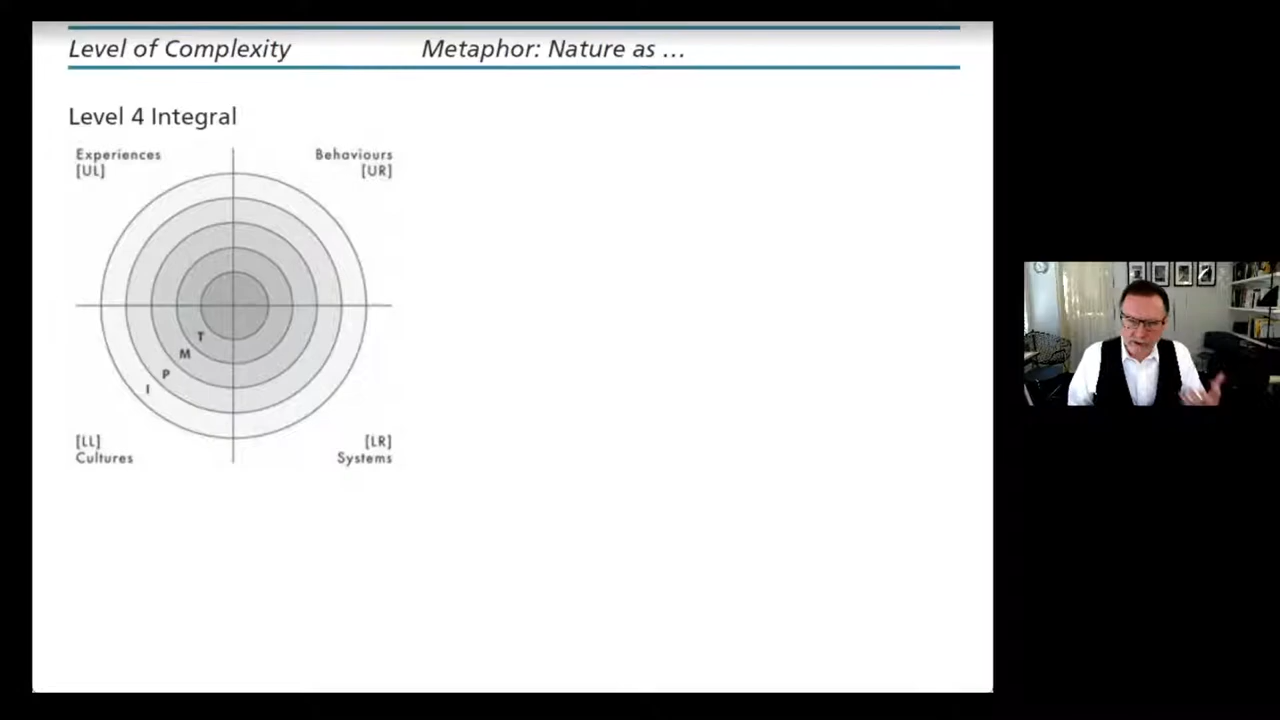 Level of Complexity Metaphor: Nature as ...
Level 4 Integral
Experiences Behaviours
[UL] [UR]
T
M
P
I
[LL] [LR]
Cultures Systems